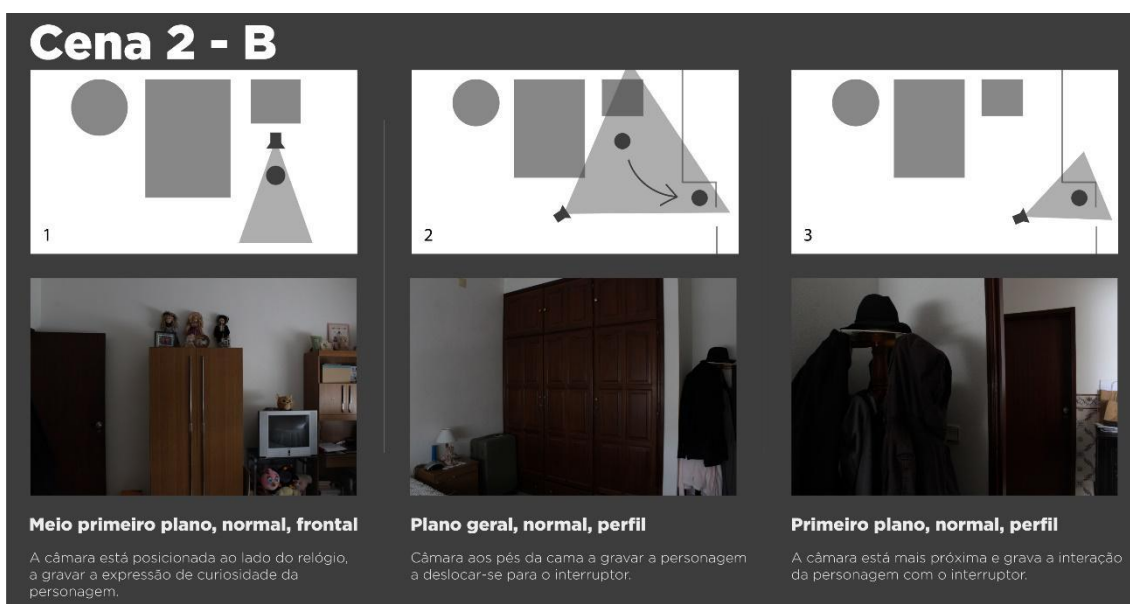 Cena 2 - B
1
2
3
Meio primeiro plano, normal, frontal
A câmara está posicionada ao lado do relógio,
a gravar a expressão de curiosidade da
personagem.
Plano geral, normal, perfil
Câmara aos pés da cama a gravar a personagem
a deslocar-se para o interruptor.
Primeiro plano, normal, perfil
A câmara está mais próxima e grava a interação
da personagem com o interruptor.